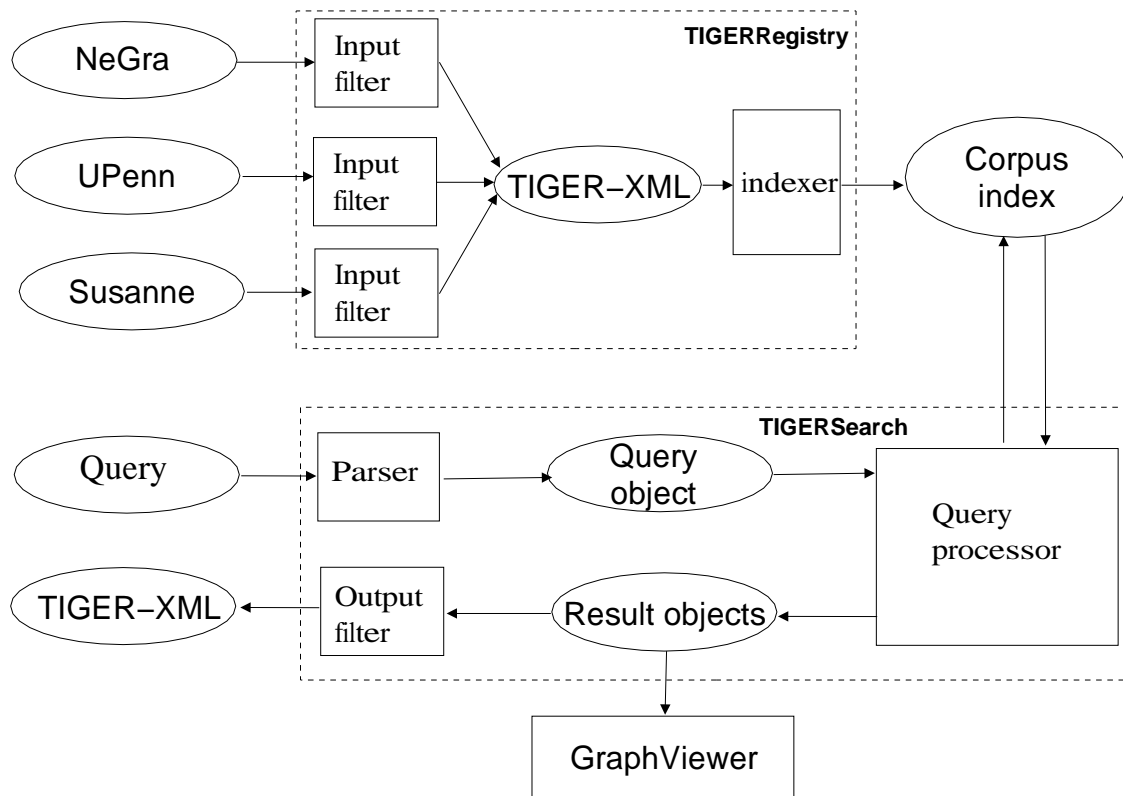 TIGERRegistry
NeGra
Input
filter
UPenn
Input
filter
TIGER–XML
indexer
Corpus
index
Susanne
Input
filter
TIGERSearch
Query
Parser
Query
object
Query
processor
TIGER–XML
Output
filter
Result objects
GraphViewer